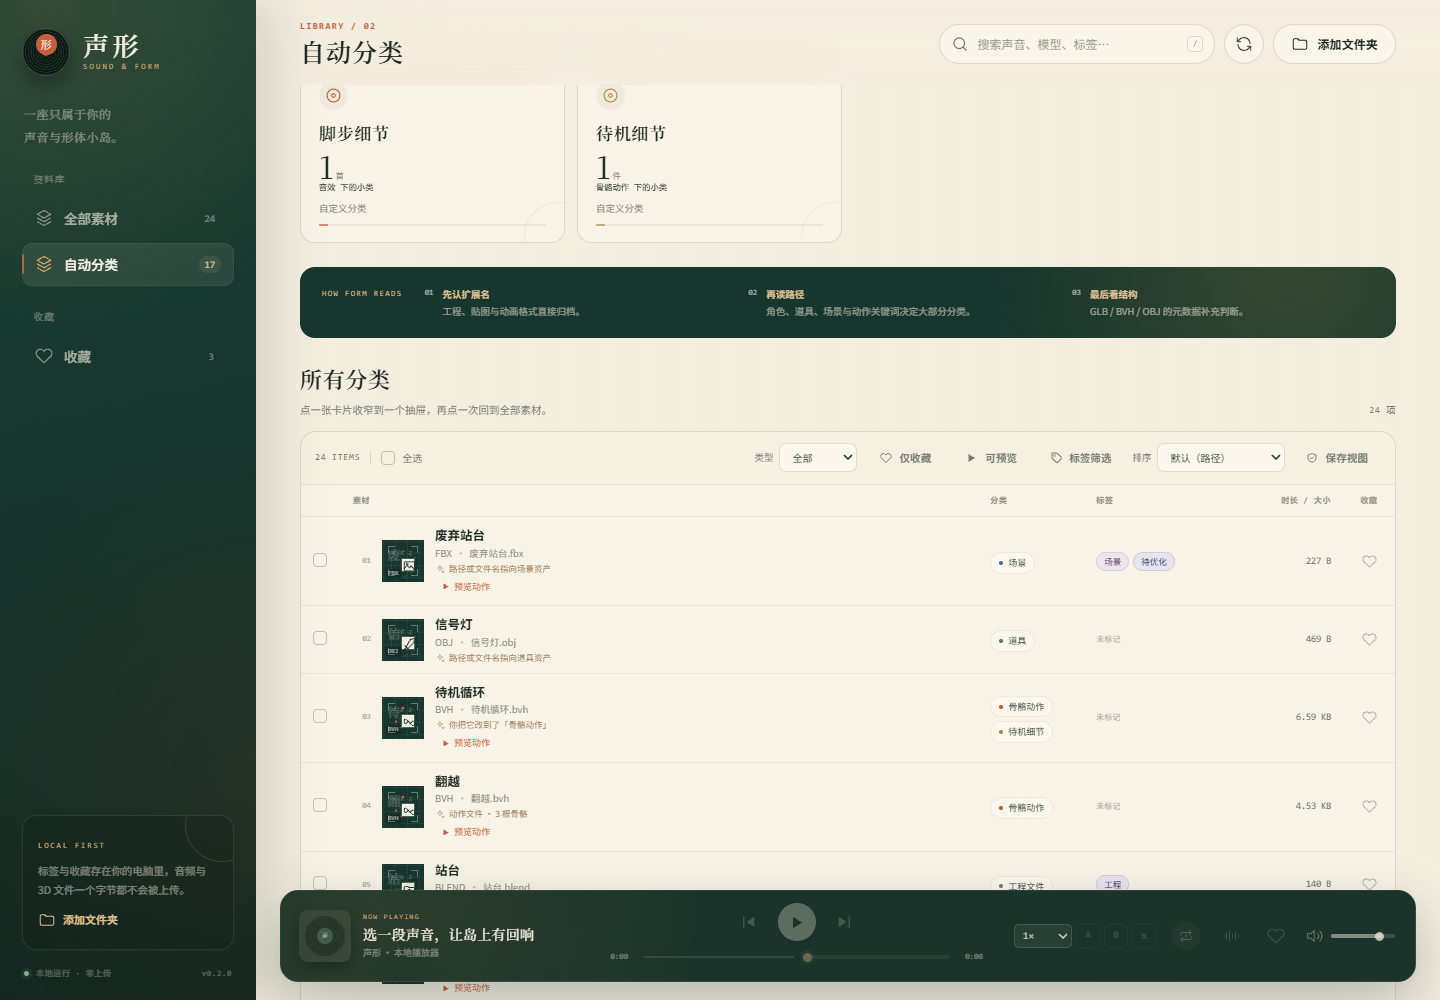 形
声形
SOUND & FORM
一座只属于你的
声音与形体小岛。
资料库
全部素材 24
自动分类 17
收藏
收藏 3
LOCAL FIRST
标签与收藏存在你的电脑里，音频与
3D 文件一个字节都不会被上传。
添加文件夹
本地运行 · 零上传 v0.2.0
LIBRARY / 02
自动分类
搜索声音、模型、标签… /
添加文件夹
脚步细节
1首
音效 下的小类
自定义分类
待机细节
1件
骨骼动作 下的小类
自定义分类
HOW FORM READS
01 先认扩展名
工程、贴图与动画格式直接归档。
02 再读路径
角色、道具、场景与动作关键词决定大部分分类。
03 最后看结构
GLB / BVH / OBJ 的元数据补充判断。
所有分类
点一张卡片收窄到一个抽屉，再点一次回到全部素材。
24 项
24 ITEMS 全选 类型 全部 仅收藏 可预览 标签筛选 排序 默认（路径） 保存视图
素材 分类 标签 时长 / 大小 收藏
01 废弃站台
FBX
FBX · 废弃站台.fbx
路径或文件名指向场景资产
预览动作
场景 场景 待优化 227 B
02 信号灯
OBJ
OBJ · 信号灯.obj
路径或文件名指向道具资产
道具 未标记 469 B
03 待机循环
BVH
BVH · 待机循环.bvh
你把它改到了「骨骼动作」
预览动作
骨骼动作
待机细节
未标记 6.59 KB
04 翻越
BVH
BVH · 翻越.bvh
动作文件 · 3 根骨骼
预览动作
骨骼动作 未标记 4.53 KB
05 站台
BLEND · 站台.blend
工程文件 工程 140 B
NOW PLAYING
选一段声音，让岛上有回响
声形 · 本地播放器
0:00 0:00
1× A B X
预览动作